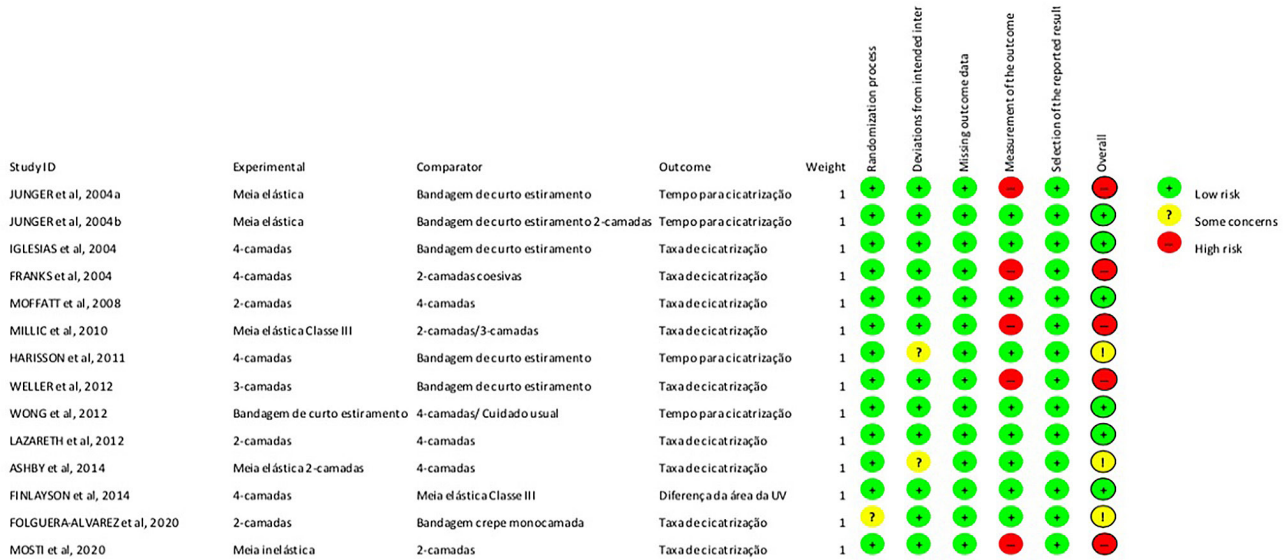 Randomization process
Deviations from intended inter
Missing outcome data
Measurement of the outcome
Selection of the reported result
Overall
Study ID Experimental Comparator Outcome Weight
JUNGER et al, 2004a Meia elástica Bandagem de curto estiramento Tempo para cicatrização 1 + + + − + −
JUNGER et al, 2004b Meia elástica Bandagem de curto estiramento 2-camadas Tempo para cicatrização 1 + + + + + +
IGLESIAS et al, 2004 4-camadas Bandagem de curto estiramento Taxa de cicatrização 1 + + + + + +
FRANKS et al, 2004 4-camadas 2-camadas coesivas Taxa de cicatrização 1 + + + − + −
MOFFATT et al, 2008 2-camadas 4-camadas Taxa de cicatrização 1 + + + + + +
MILLIC et al, 2010 Meia elástica Classe III 2-camadas/3-camadas Taxa de cicatrização 1 + + + − + −
HARISSON et al, 2011 4-camadas Bandagem de curto estiramento Tempo para cicatrização 1 + ? + + + !
WELLER et al, 2012 3-camadas Bandagem de curto estiramento Taxa de cicatrização 1 + + + − + −
WONG et al, 2012 Bandagem de curto estiramento 4-camadas/ Cuidado usual Tempo para cicatrização 1 + + + + + +
LAZARETH et al, 2012 2-camadas 4-camadas Taxa de cicatrização 1 + + + + + +
ASHBY et al, 2014 Meia elástica 2-camadas 4-camadas Taxa de cicatrização 1 + ? + + + !
FINLAYSON et al, 2014 4-camadas Meia elástica Classe III Diferença da área da UV 1 + + + + + +
FOLGUERA-ALVAREZ et al, 2020 2-camadas Bandagem crepe monocamada Taxa de cicatrização 1 ? + + + + !
MOSTI et al, 2020 Meia inelástica 2-camadas Taxa de cicatrização 1 + + + − + −
+ Low risk
? Some concerns
− High risk